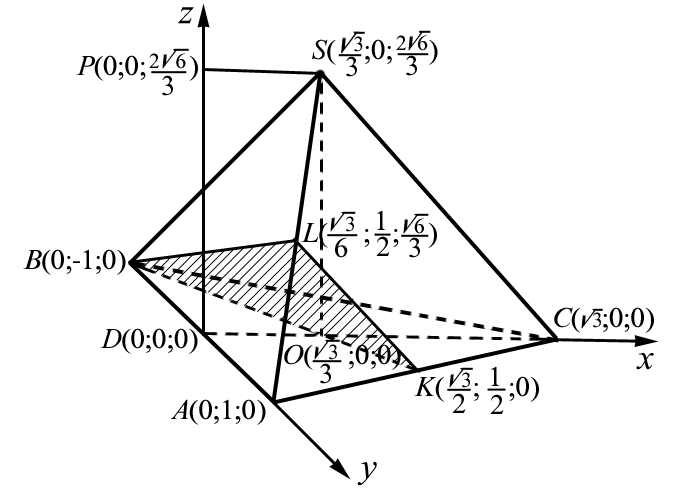 z
P(0;0;2√6/3)
S(√3/3;0;2√6/3)
L(√3/6;1/2;√6/3)
B(0;-1;0)
C(√3;0;0)
D(0;0;0)
O(√3/3;0;0)
x
K(√3/2;1/2;0)
A(0;1;0)
y